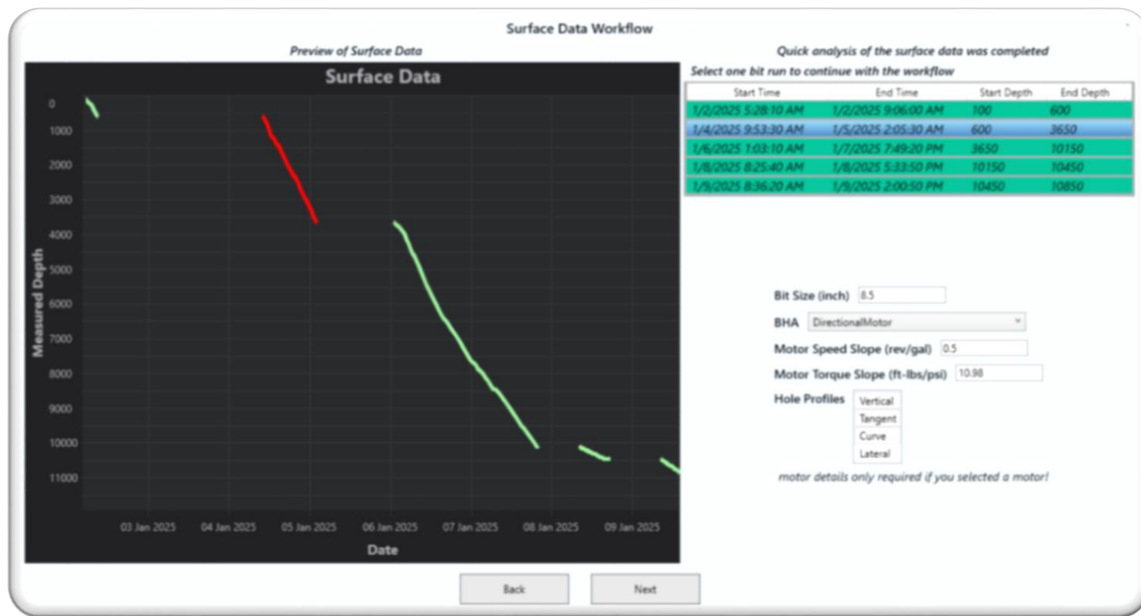 Surface Data Workflow
Preview of Surface Data
Surface Data
0
1000
2000
3000
4000
5000
6000
7000
8000
9000
10000
11000
Measured Depth
03 Jan 2025 04 Jan 2025 05 Jan 2025 06 Jan 2025 07 Jan 2025 08 Jan 2025 09 Jan 2025
Date
Quick analysis of the surface data was completed
Select one bit run to continue with the workflow
Start Time End Time Start Depth End Depth
1/2/2025 5:28:10 AM 1/2/2025 9:06:00 AM 100 600
1/4/2025 9:53:30 AM 1/5/2025 2:05:30 AM 600 3650
1/6/2025 1:03:10 AM 1/7/2025 7:49:20 PM 3650 10150
1/8/2025 8:25:40 AM 1/8/2025 5:33:50 PM 10150 10450
1/9/2025 8:36:20 AM 1/9/2025 2:00:50 PM 10450 10850
Bit Size (inch) 8.5
BHA DirectionalMotor
Motor Speed Slope (rev/gal) 0.5
Motor Torque Slope (ft-lbs/psi) 10.98
Hole Profiles Vertical
Tangent
Curve
Lateral
motor details only required if you selected a motor!
Back Next